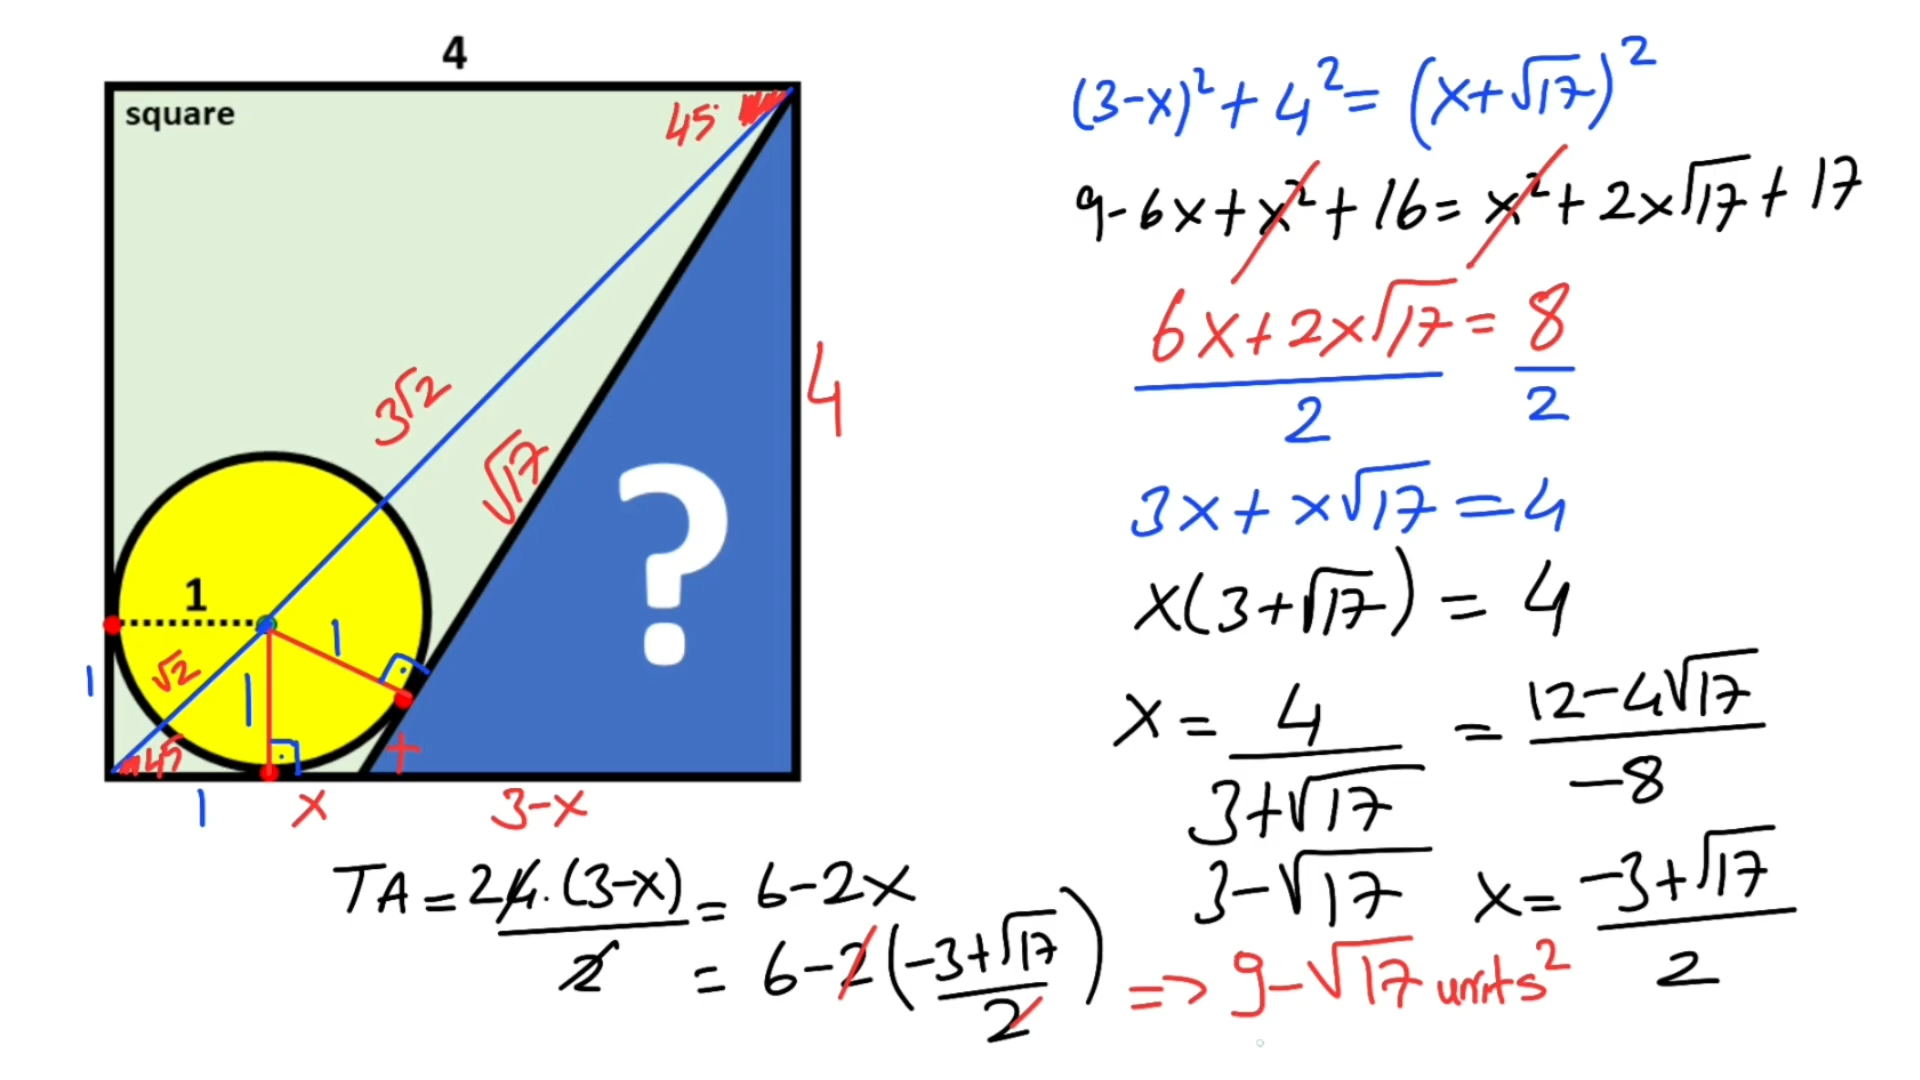 4
square
45
3√2
√17
4
?
1
1
√2
1
1
45
+
1
x
3-x
(3-x)² + 4² = (x+√17)²
9-6x+x²+16 = x²+2x√17+17
6x+2x√17 = 8
2 2
3x+x√17 = 4
x(3+√17) = 4
x = 4/(3+√17) = (12-4√17)/-8
3-√17
x = (-3+√17)/2
TA = 24.(3-x)/2 = 6-2x
= 6-2(-3+√17)/2 => 9-√17 units²